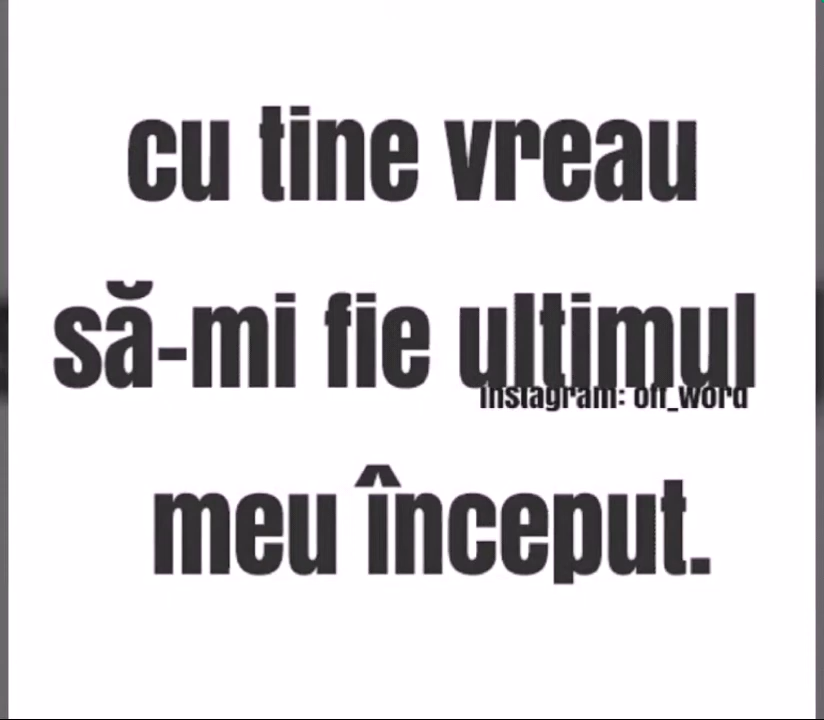 cu tine vreau
să-mi fie ultimul
Instagram: off_word
meu început.